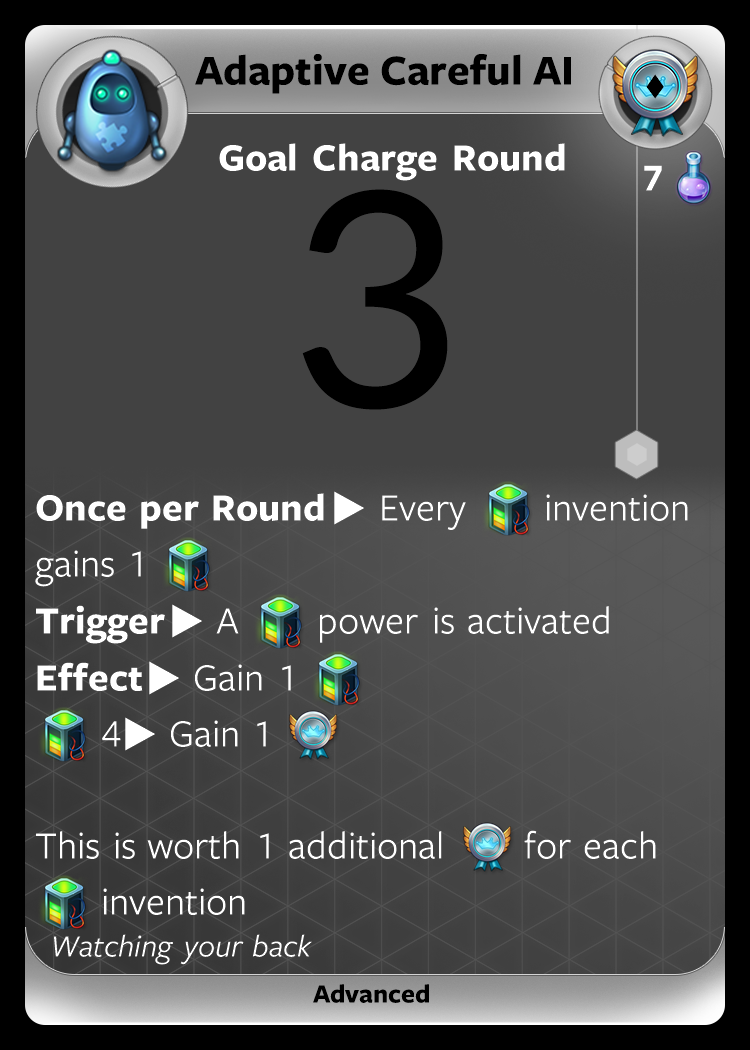 Adaptive Careful AI
Goal Charge Round
7
3
Once per Round▶ Every invention
gains 1
Trigger▶ A power is activated
Effect▶ Gain 1
4▶ Gain 1
This is worth 1 additional for each
invention
Watching your back
Advanced